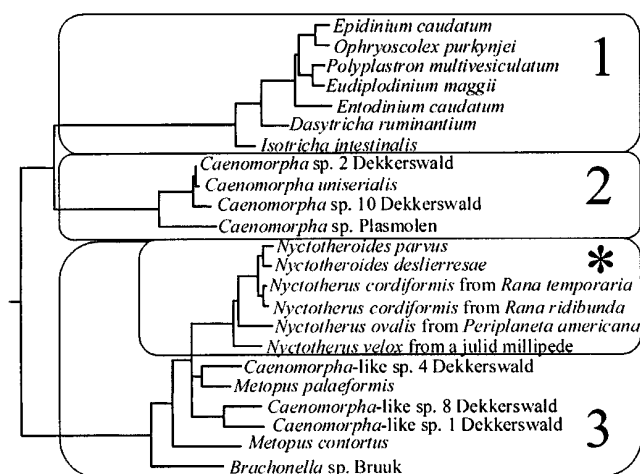 Epidinium caudatum
Ophryoscolex purkynjei
Polyplastron multivesiculatum
Eudiplodinium maggii
Entodinium caudatum
Dasytricha ruminantium
Isotricha intestinalis
1
Caenomorpha sp. 2 Dekkerswald
Caenomorpha uniserialis
Caenomorpha sp. 10 Dekkerswald
Caenomorpha sp. Plasmolen
2
Nyctotheroides parvus
Nyctotheroides deslierresae
Nyctotherus cordiformis from Rana temporaria
Nyctotherus cordiformis from Rana ridibunda
Nyctotherus ovalis from Periplaneta americana
Nyctotherus velox from a julid millipede
*
Caenomorpha-like sp. 4 Dekkerswald
Metopus palaeformis
Caenomorpha-like sp. 8 Dekkerswald
Caenomorpha-like sp. 1 Dekkerswald
Metopus contortus
Brachonella sp. Bruuk
3